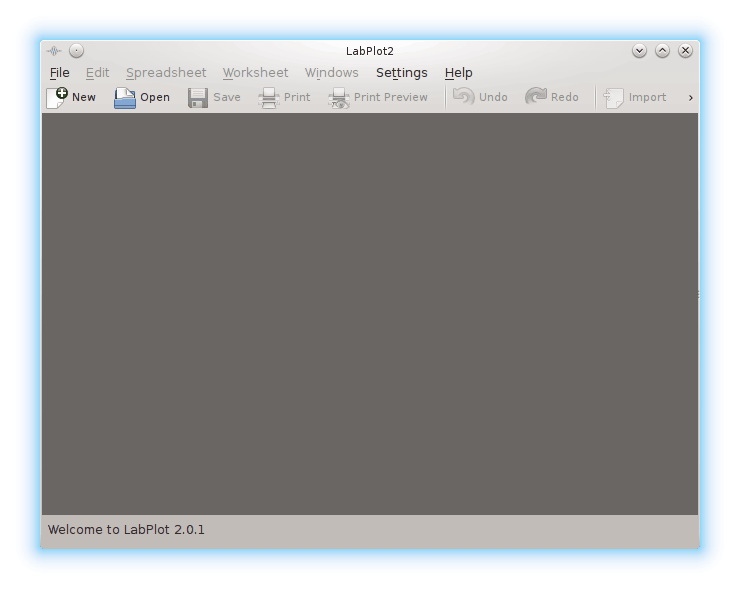 LabPlot2
File Edit Spreadsheet Worksheet Windows Settings Help
New Open Save Print Print Preview Undo Redo Import
Welcome to LabPlot 2.0.1